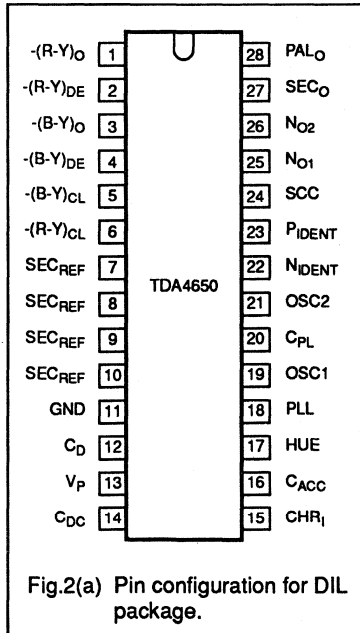 -(R-Y)O 1 28 PALO
-(R-Y)DE 2 27 SECO
-(B-Y)O 3 26 NO2
-(B-Y)DE 4 25 NO1
-(B-Y)CL 5 24 SCC
-(R-Y)CL 6 23 PIDENT
SECREF 7 22 NIDENT
TDA4650
SECREF 8 21 OSC2
SECREF 9 20 CPL
SECREF 10 19 OSC1
GND 11 18 PLL
CD 12 17 HUE
VP 13 16 CACC
CDC 14 15 CHRI
Fig.2(a) Pin configuration for DIL
package.